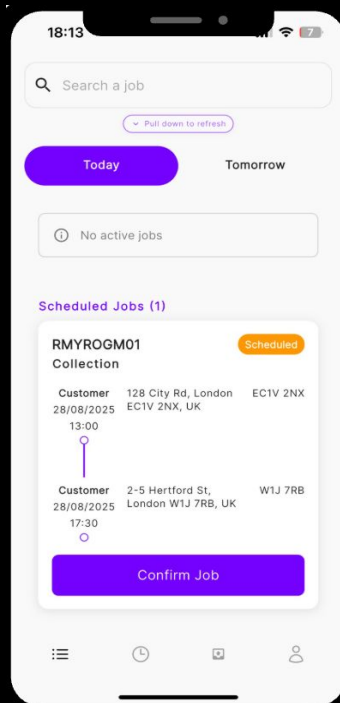 18:13
7
Search a job
Pull down to refresh
Today Tomorrow
No active jobs
Scheduled Jobs (1)
RMYROGM01 Scheduled
Collection
Customer 128 City Rd, London EC1V 2NX
28/08/2025 EC1V 2NX, UK
13:00
Customer 2-5 Hertford St, W1J 7RB
28/08/2025 London W1J 7RB, UK
17:30
Confirm Job